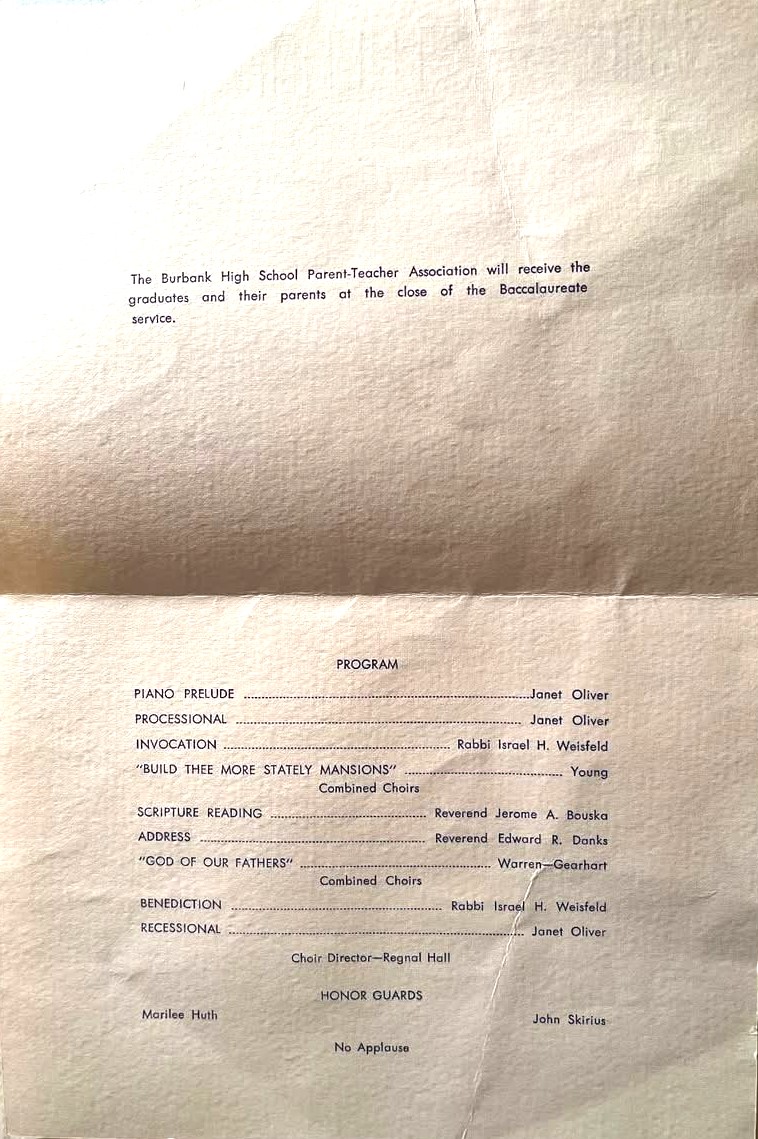 The Burbank High School Parent-Teacher Association will receive the
graduates and their parents at the close of the Baccalaureate
service.
PROGRAM
PIANO PRELUDE ........................................................................Janet Oliver
PROCESSIONAL ........................................................................ Janet Oliver
INVOCATION ......................................................... Rabbi Israel H. Weisfeld
"BUILD THEE MORE STATELY MANSIONS" ....................................... Young
Combined Choirs
SCRIPTURE READING ....................................... Reverend Jerome A. Bouska
ADDRESS ......................................................... Reverend Edward R. Danks
"GOD OF OUR FATHERS" ................................................ Warren—Gearhart
Combined Choirs
BENEDICTION ..................................................... Rabbi Israel H. Weisfeld
RECESSIONAL .......................................................................... Janet Oliver
Choir Director—Regnal Hall
HONOR GUARDS
Marilee Huth John Skirius
No Applause